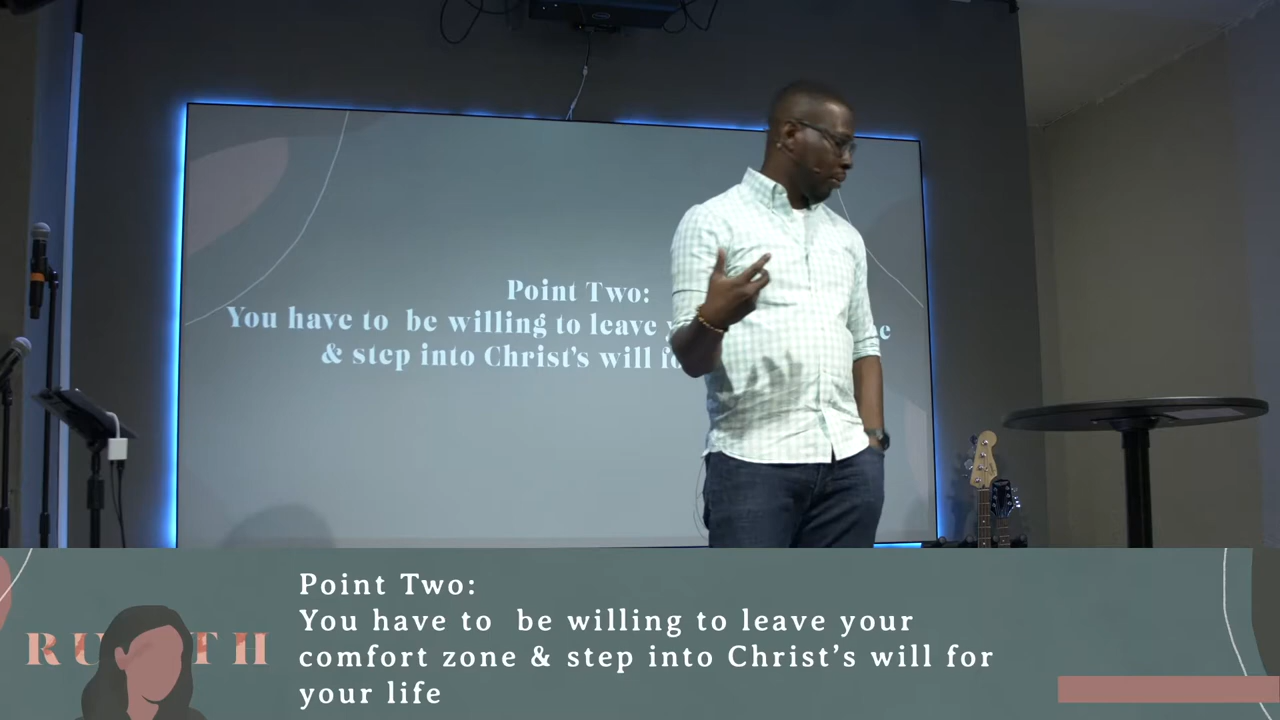 Point Two:
You have to be willing to leave
& step into Christ's will
RUTH
Point Two:
You have to be willing to leave your
comfort zone & step into Christ's will for
your life